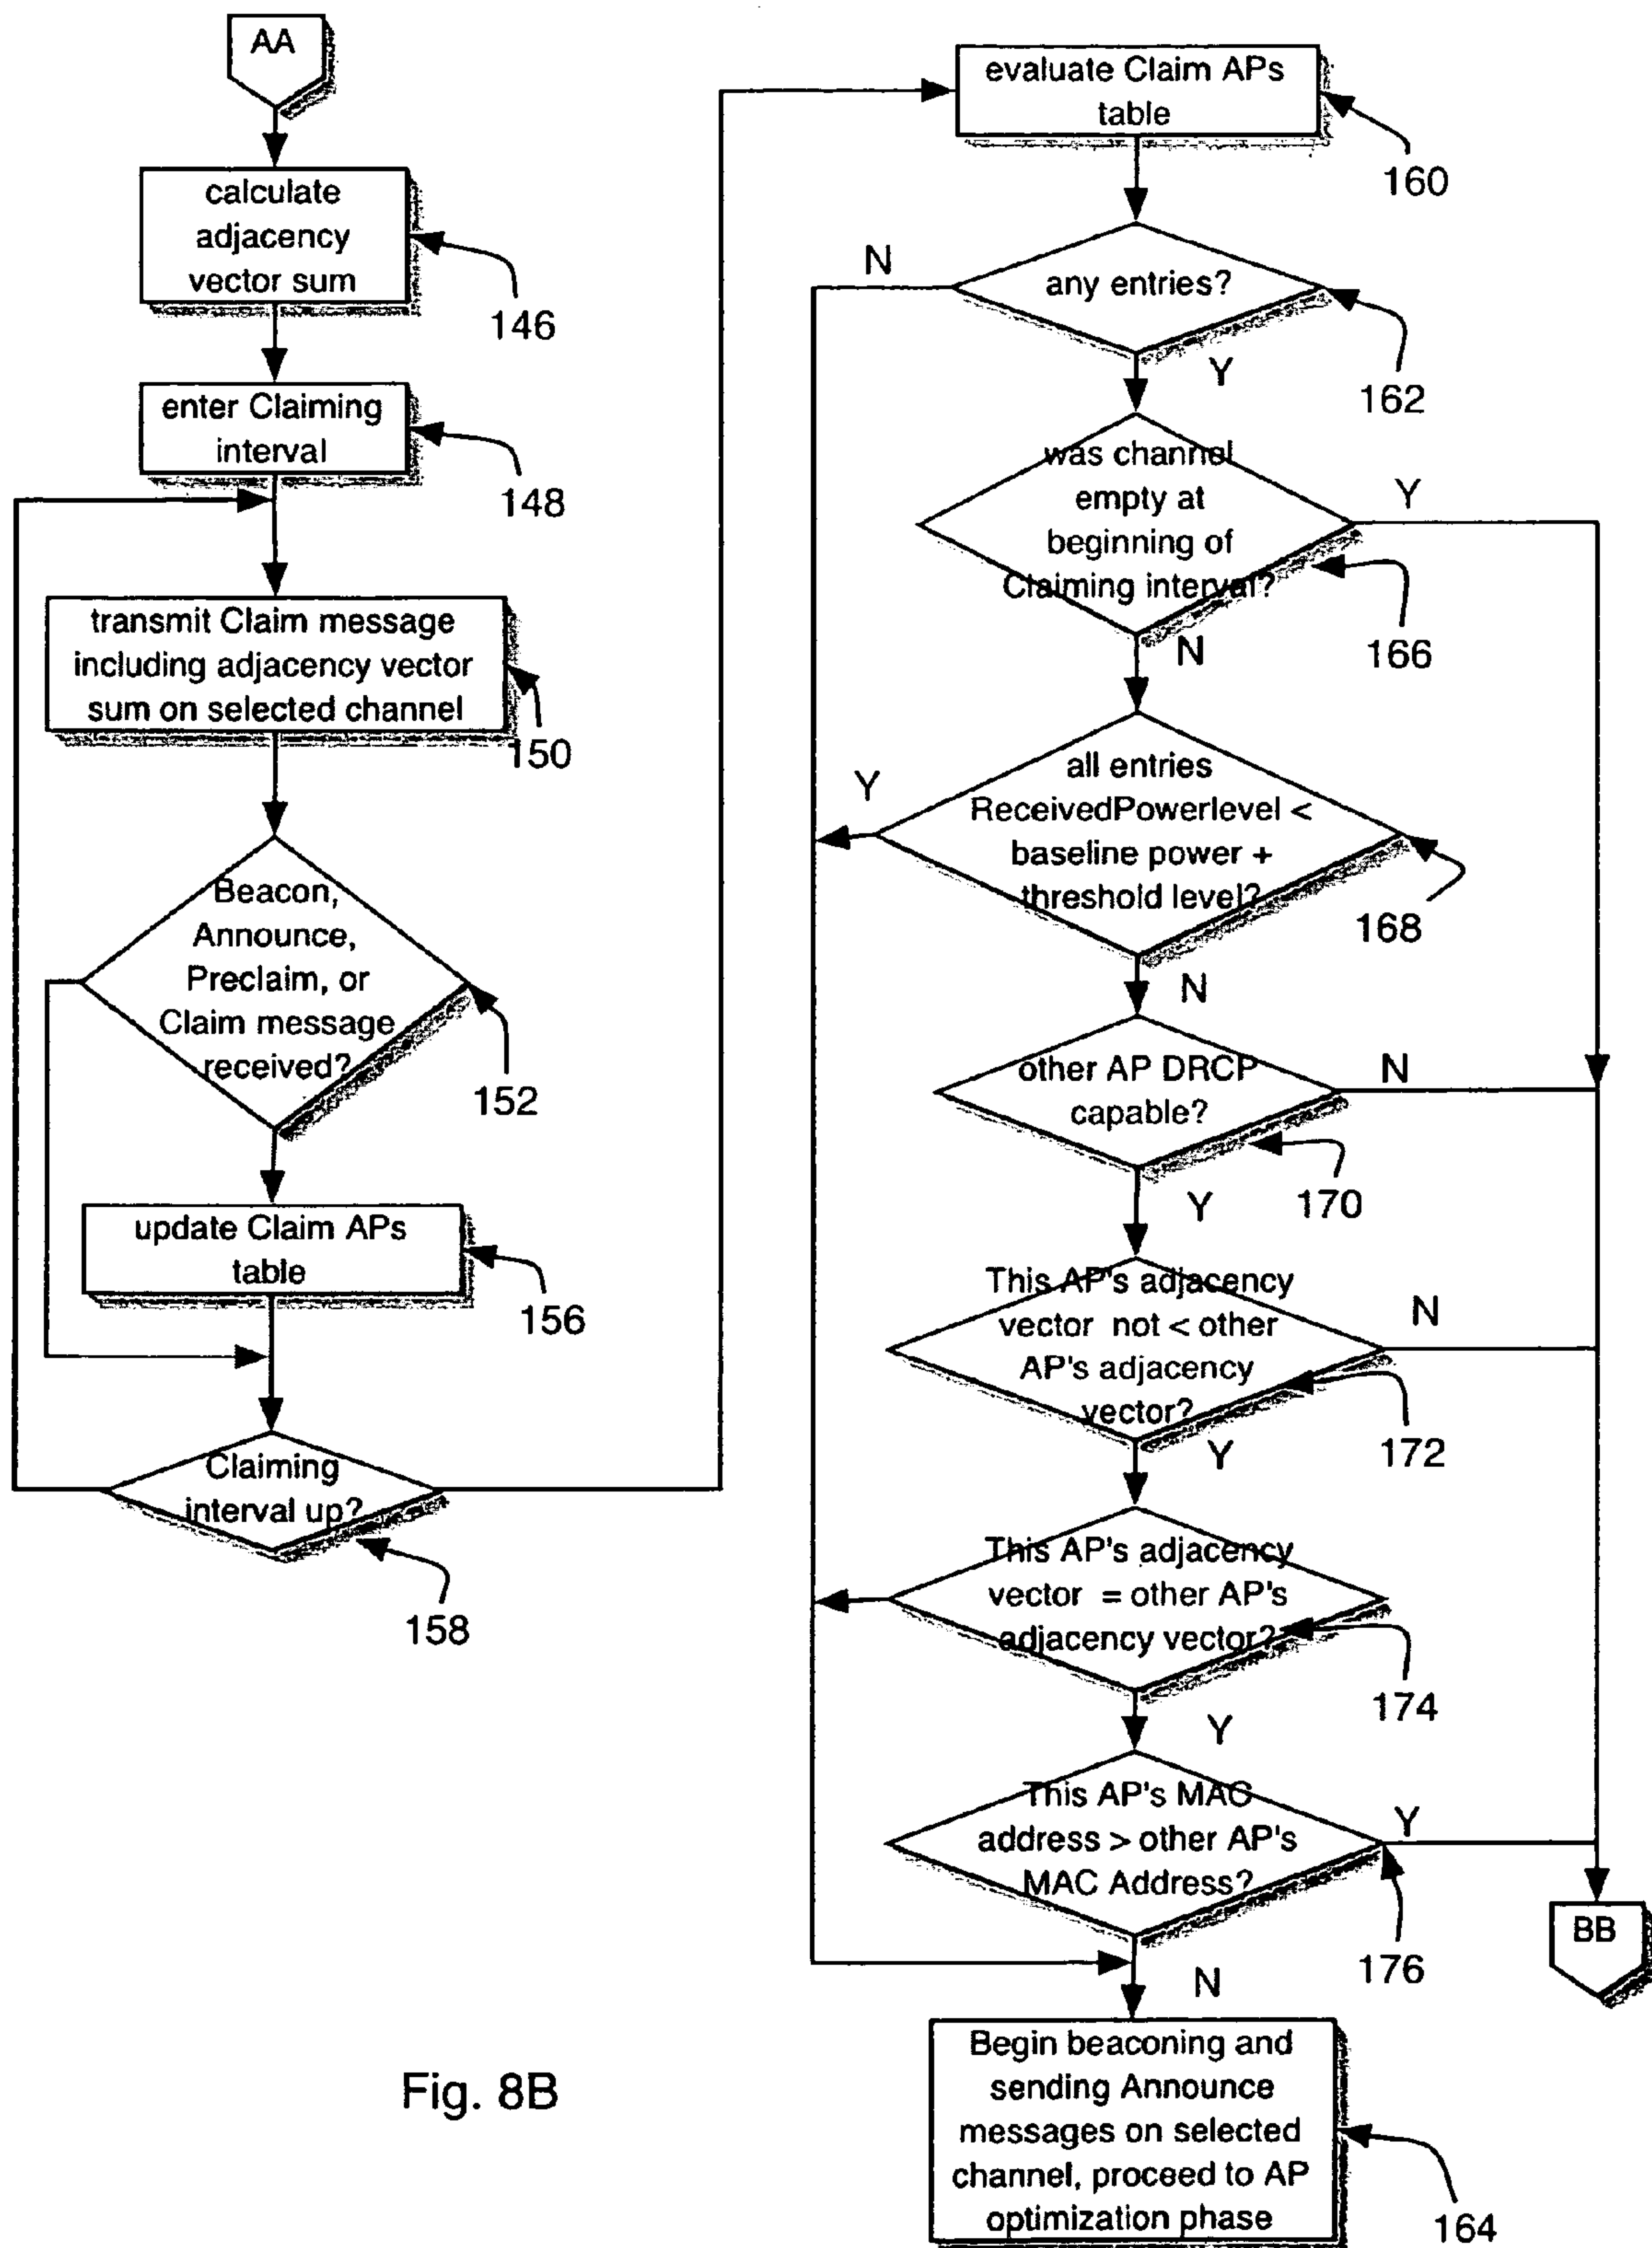 AA
calculate
adjacency
vector sum
146
enter Claiming
interval
148
transmit Claim message
including adjacency vector
sum on selected channel
150
Beacon,
Announce,
Preclaim, or
Claim message
received?
152
update Claim APs
table
156
Claiming
interval up?
158
evaluate Claim APs
table
160
any entries?
N
Y
162
was channel
empty at
beginning of
Claiming interval?
Y
N
166
all entries
ReceivedPowerlevel <
baseline power +
threshold level?
Y
N
168
other AP DRCP
capable?
N
Y
170
This AP's adjacency
vector not < other
AP's adjacency
vector?
N
Y
172
This AP's adjacency
vector = other AP's
adjacency vector?
Y
174
This AP's MAC
address > other AP's
MAC Address?
Y
N
176
BB
Begin beaconing and
sending Announce
messages on selected
channel, proceed to AP
optimization phase
164
Fig. 8B